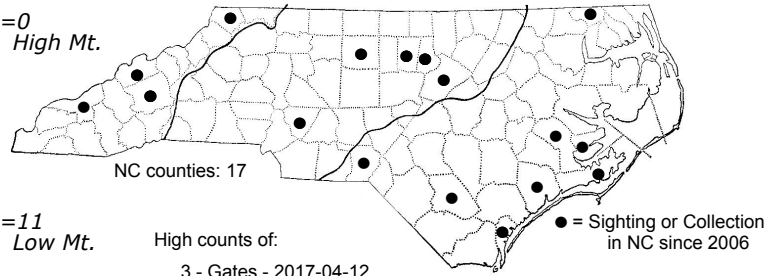 =0
High Mt.
NC counties: 17
=11
Low Mt.
High counts of:
● = Sighting or Collection
in NC since 2006
3 - Gates - 2017-04-12